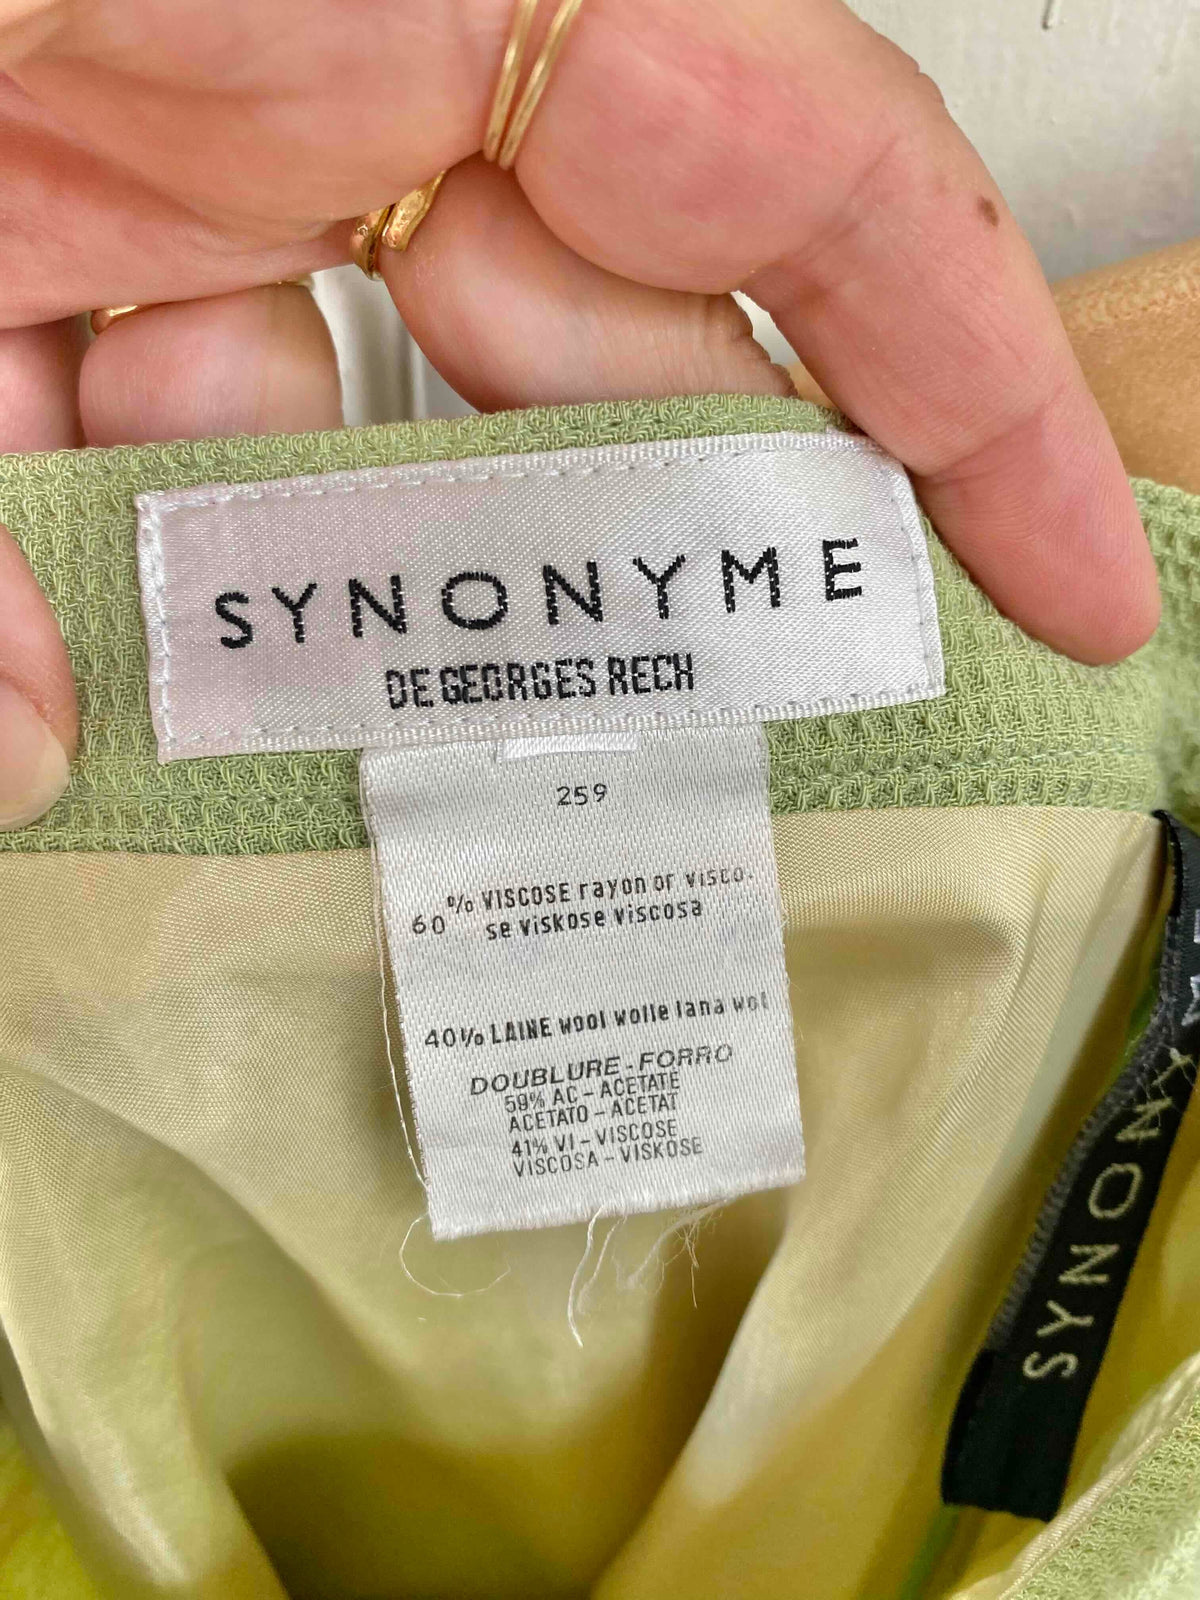 SYNONYME
DE GEORGES RECH
259
60% VISCOSE rayon or visco.
se viskose viscosa
40% LAINE wool wolle lana wol
DOUBLURE - FORRO
59% AC - ACETATE
ACETATO - ACETAT
41% VI - VISCOSE
VISCOSA - VISKOSE
SYNONY